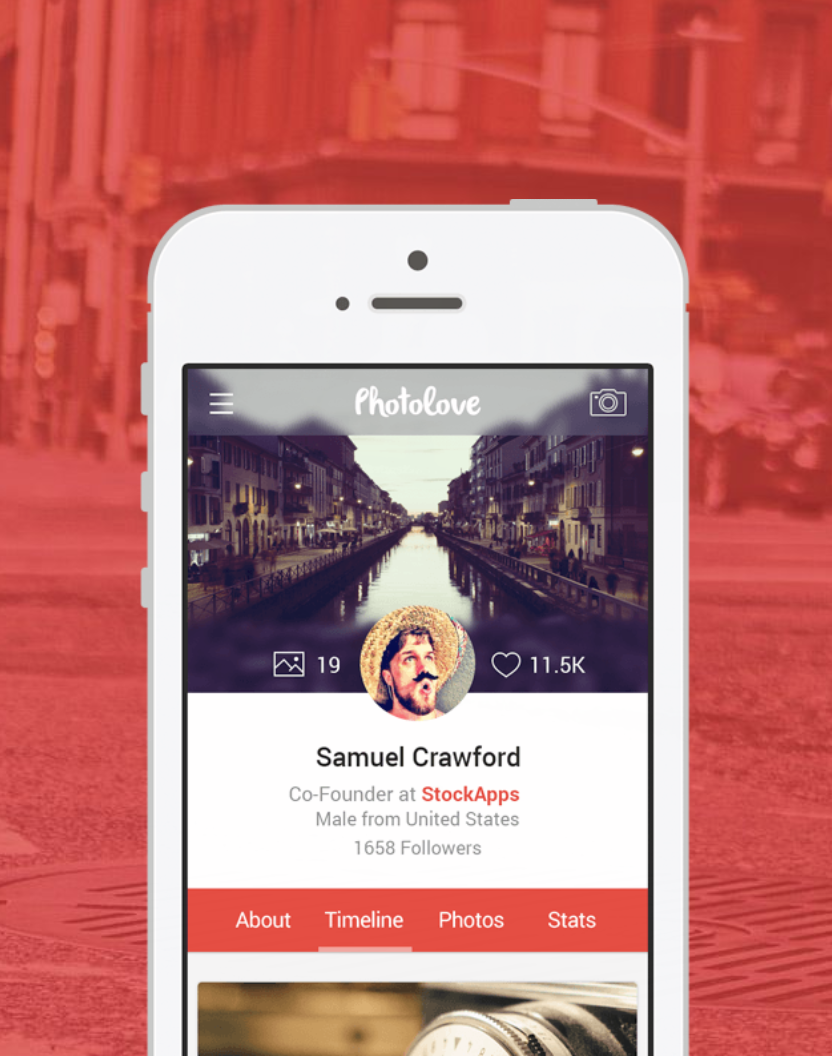 Photolove
19
11.5K
Samuel Crawford
Co-Founder at StockApps
Male from United States
1658 Followers
About Timeline Photos Stats